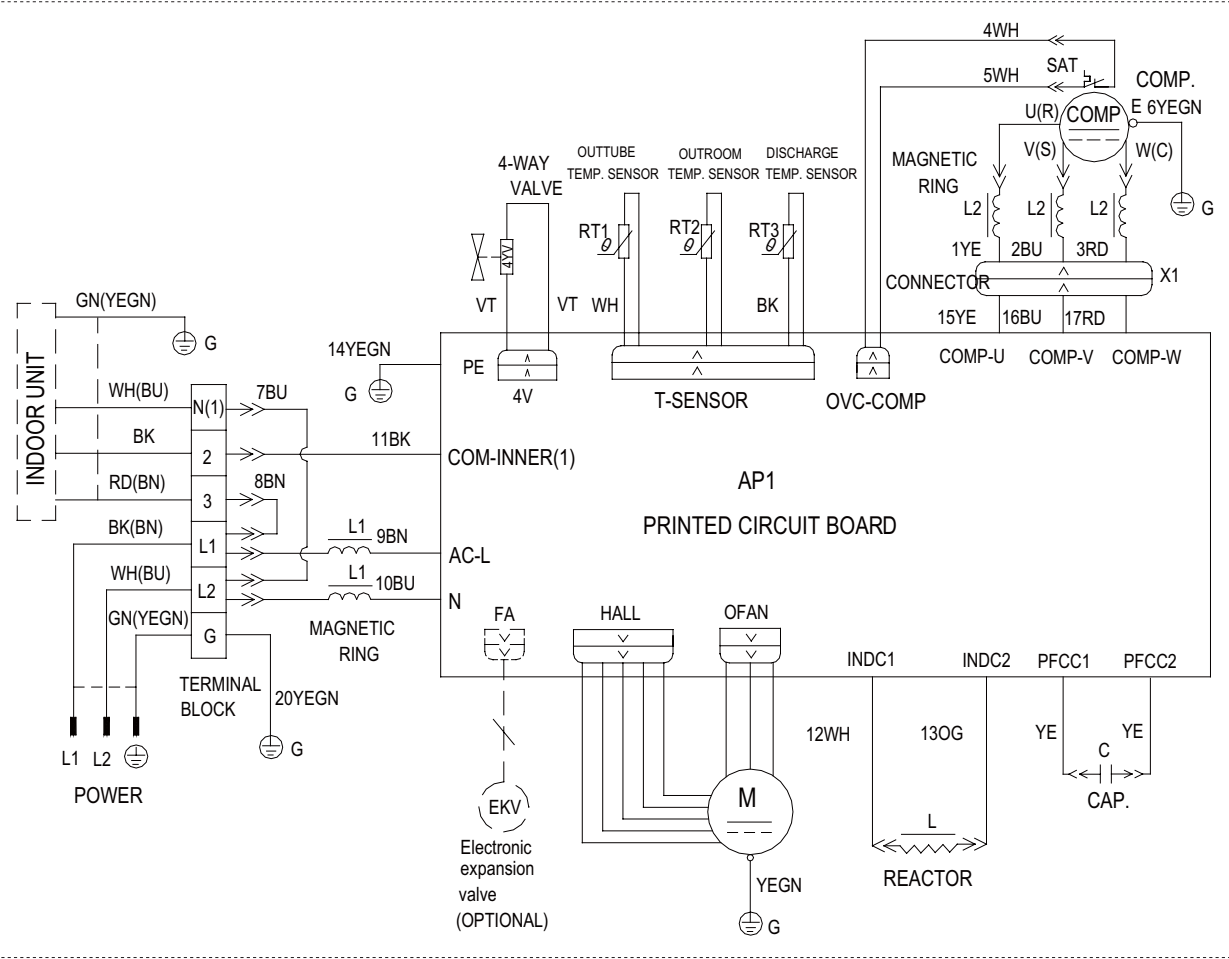 4WH
5WH
SAT
COMP.
U(R)
COMP
E 6YEGN
V(S)
W(C)
MAGNETIC
RING
L2
L2
L2
G
1YE
2BU
3RD
CONNECTOR
X1
15YE
16BU
17RD
4-WAY
VALVE
4YV
VT
VT
OUTTUBE
TEMP. SENSOR
OUTROOM
TEMP. SENSOR
DISCHARGE
TEMP. SENSOR
RT1
θ
RT2
θ
RT3
θ
WH
BK
INDOOR UNIT
GN(YEGN)
G
WH(BU)
BK
RD(BN)
BK(BN)
WH(BU)
GN(YEGN)
N(1)
2
3
L1
L2
G
7BU
8BN
11BK
L1
9BN
L1
10BU
MAGNETIC
RING
14YEGN
G
TERMINAL
BLOCK
20YEGN
G
L1
L2
POWER
PE
4V
T-SENSOR
OVC-COMP
COMP-U
COMP-V
COMP-W
COM-INNER(1)
AP1
PRINTED CIRCUIT BOARD
AC-L
N
FA
HALL
OFAN
INDC1
INDC2
PFCC1
PFCC2
EKV
Electronic
expansion
valve
(OPTIONAL)
M
YEGN
G
12WH
13OG
L
REACTOR
YE
YE
C
CAP.